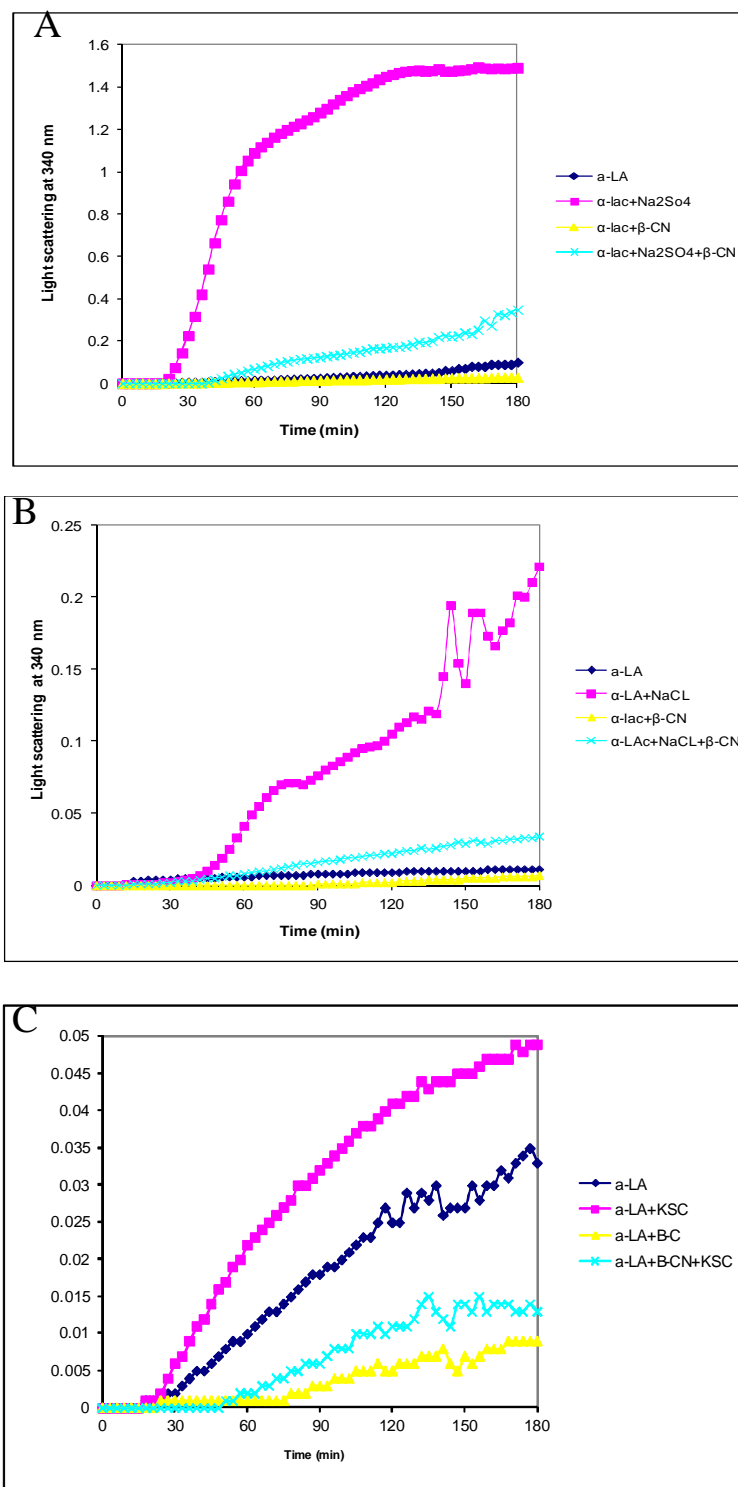 A
1.6
1.4
1.2
1
0.8
0.6
0.4
0.2
0
Light scattering at 340 nm
0 30 60 90 120 150 180
Time (min)
a-LA
α-lac+Na2So4
α-lac+β-CN
α-lac+Na2SO4+β-CN
B
0.25
0.2
0.15
0.1
0.05
0
Light scattering at 340 nm
0 30 60 90 120 150 180
Time (min)
a-LA
α-LA+NaCL
α-lac+β-CN
α-LAc+NaCL+β-CN
C
0.05
0.045
0.04
0.035
0.03
0.025
0.02
0.015
0.01
0.005
0
0 30 60 90 120 150 180
Time (min)
a-LA
a-LA+KSC
a-LA+B-C
a-LA+B-CN+KSC